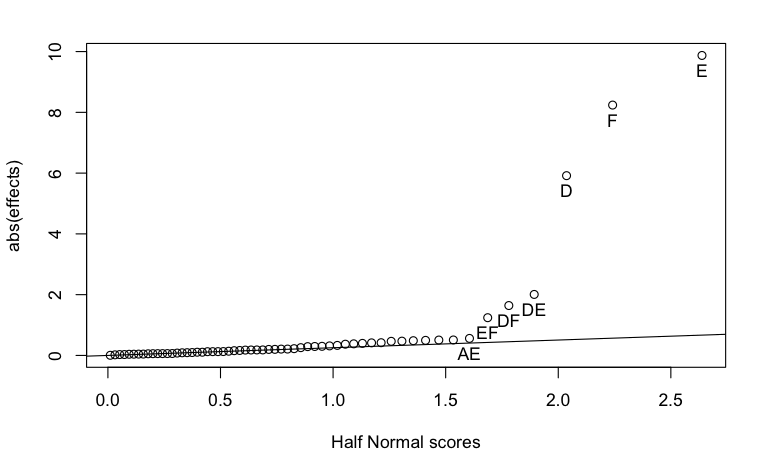 10
E
F
8
D
6
abs(effects)
4
2
DE
DF
EF
AE
0
0.0 0.5 1.0 1.5 2.0 2.5
Half Normal scores